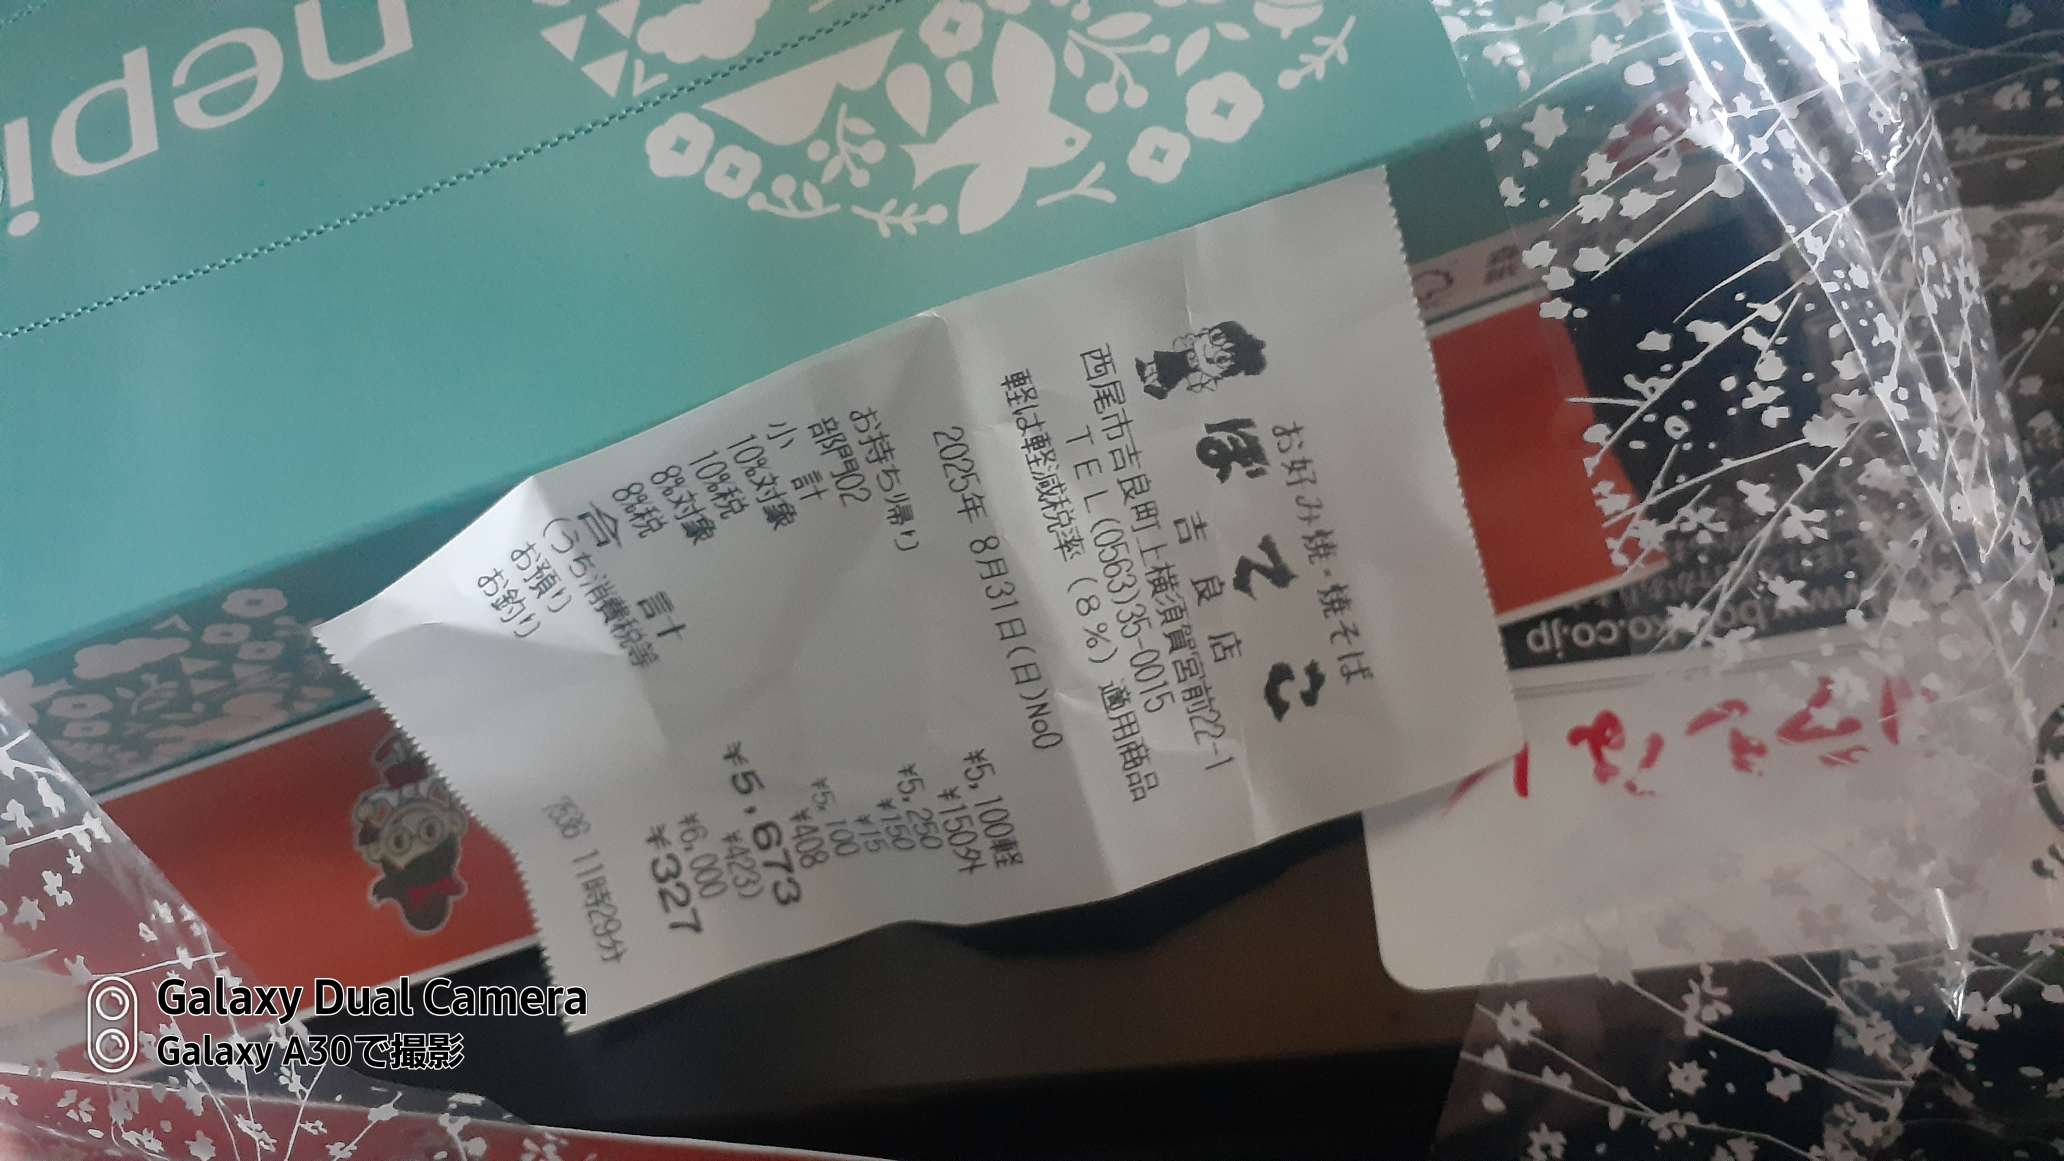 nepi
お好み焼・焼そば
ぼてこ
吉良店
西尾市吉良町上横須賀宮前22-1
TEL(0563)35-0015
軽は軽減税率(8%)適用商品
2025年 8月31日(日)No0
お持ち帰り ¥5,100軽
部門02 ¥150外
小 計 ¥5,250
10%対象 ¥150
10%税 ¥15
8%対象 ¥5,100
8%税 ¥408
合 計 ¥5,673
(うち消費税等 ¥423)
お預り ¥6,000
お釣り ¥327
11時29分
Galaxy Dual Camera
Galaxy A30で撮影